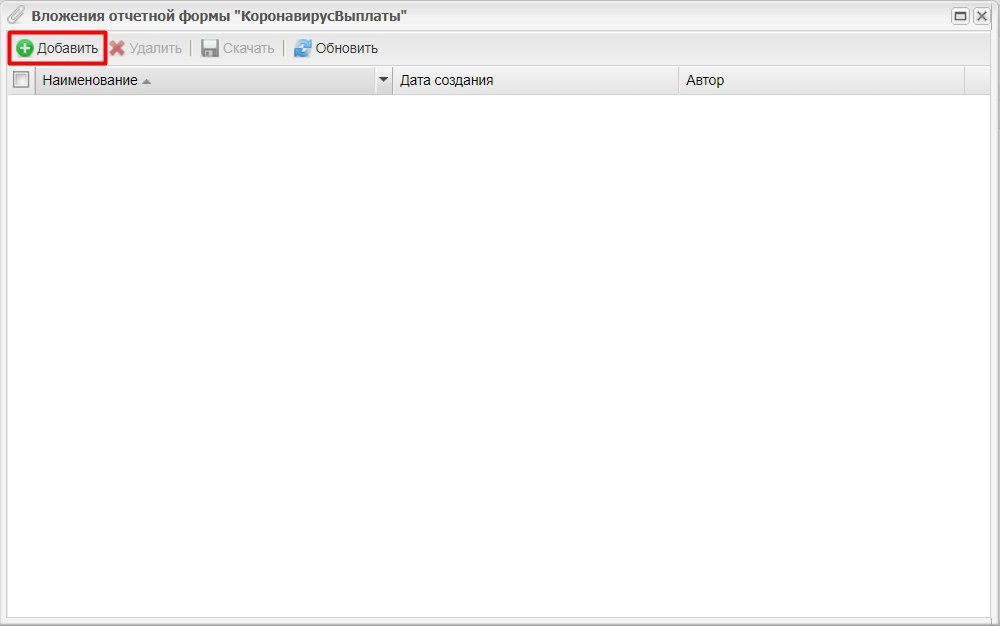 Вложения отчетной формы "КоронавирусВыплаты"
Добавить Удалить Скачать Обновить
Наименование Дата создания Автор